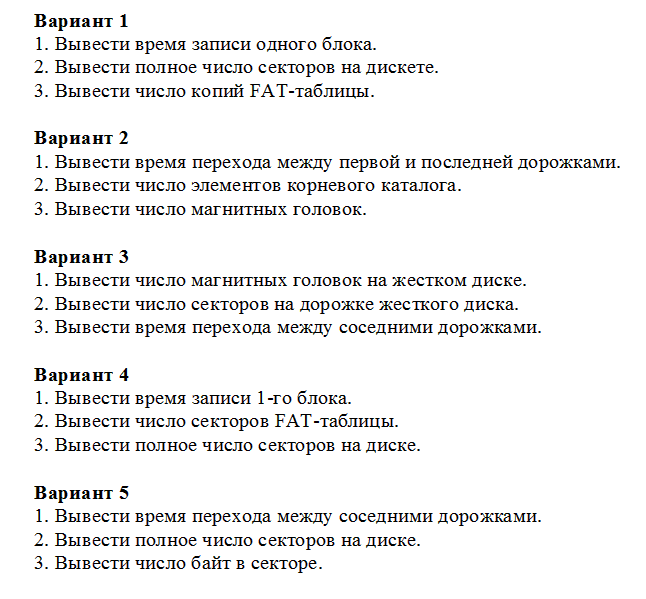 Вариант 1
1. Вывести время записи одного блока.
2. Вывести полное число секторов на дискете.
3. Вывести число копий FAT-таблицы.
Вариант 2
1. Вывести время перехода между первой и последней дорожками.
2. Вывести число элементов корневого каталога.
3. Вывести число магнитных головок.
Вариант 3
1. Вывести число магнитных головок на жестком диске.
2. Вывести число секторов на дорожке жесткого диска.
3. Вывести время перехода между соседними дорожками.
Вариант 4
1. Вывести время записи 1-го блока.
2. Вывести число секторов FAT-таблицы.
3. Вывести полное число секторов на диске.
Вариант 5
1. Вывести время перехода между соседними дорожками.
2. Вывести полное число секторов на диске.
3. Вывести число байт в секторе.